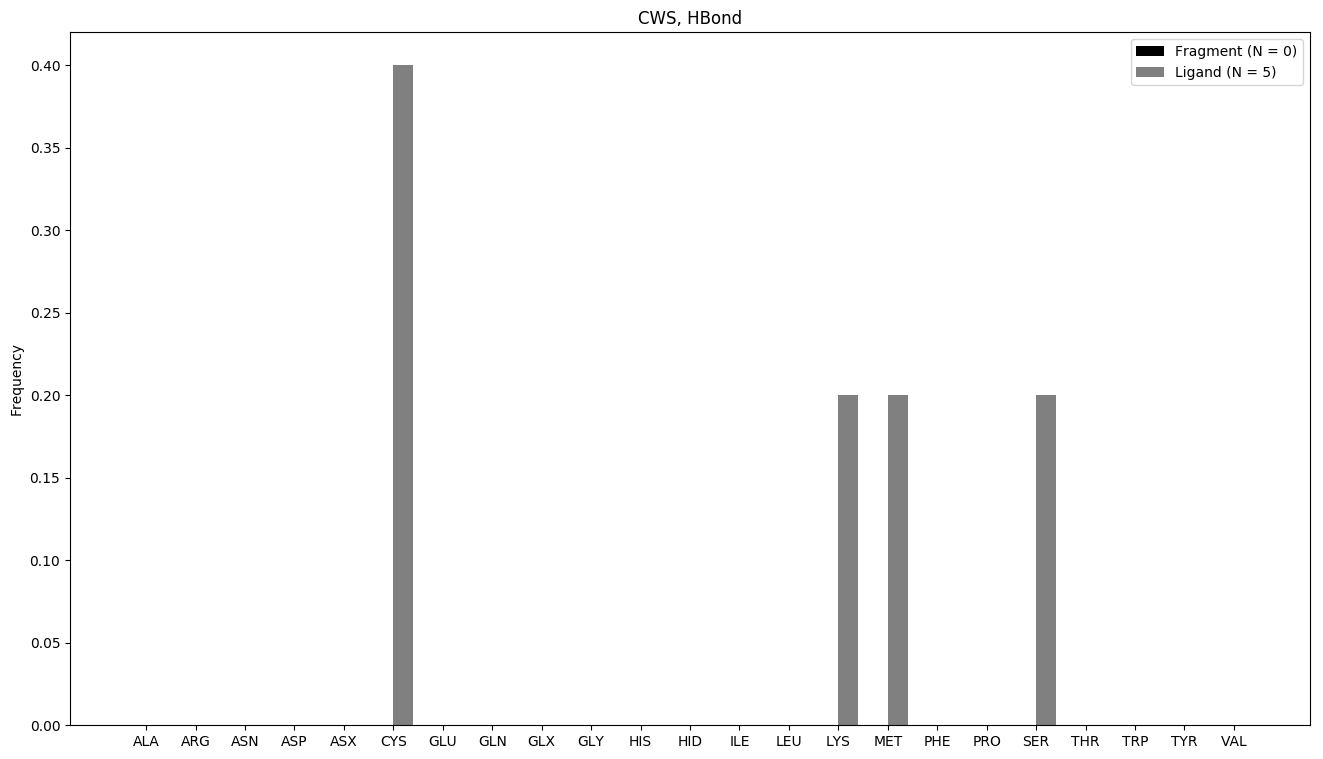 CWS, HBond
Fragment (N = 0)
Ligand (N = 5)
0.40
0.35
0.30
0.25
0.20
0.15
0.10
0.05
0.00
Frequency
ALA ARG ASN ASP ASX CYS GLU GLN GLX GLY HIS HID ILE LEU LYS MET PHE PRO SER THR TRP TYR VAL